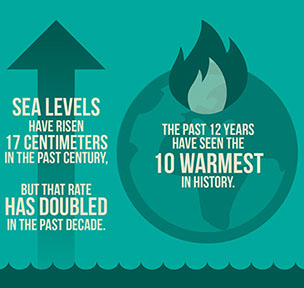 SEA LEVELS
HAVE RISEN
17 CENTIMETERS
IN THE PAST CENTURY,
BUT THAT RATE
HAS DOUBLED
IN THE PAST DECADE.
THE PAST 12 YEARS
HAVE SEEN THE
10 WARMEST
IN HISTORY.